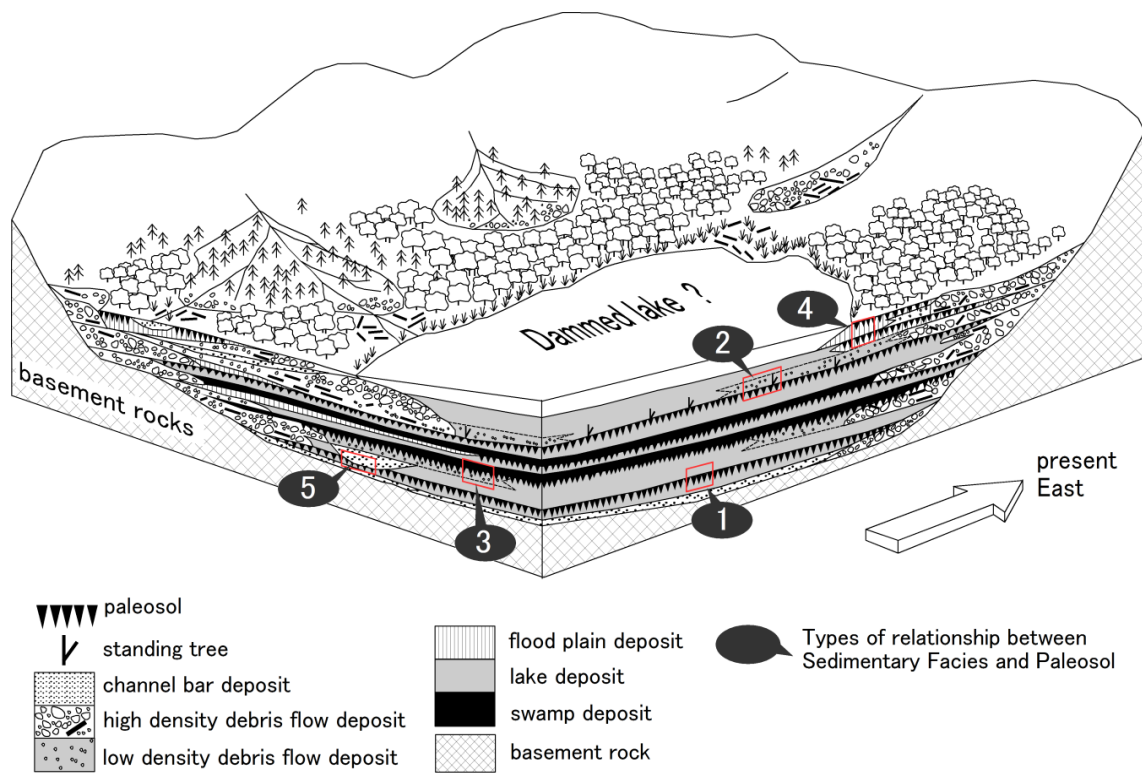 Dammed lake ?
4
2
basement rocks
5
3
1
present
East
paleosol
standing tree
channel bar deposit
high density debris flow deposit
low density debris flow deposit
flood plain deposit
lake deposit
swamp deposit
basement rock
Types of relationship between
Sedimentary Facies and Paleosol